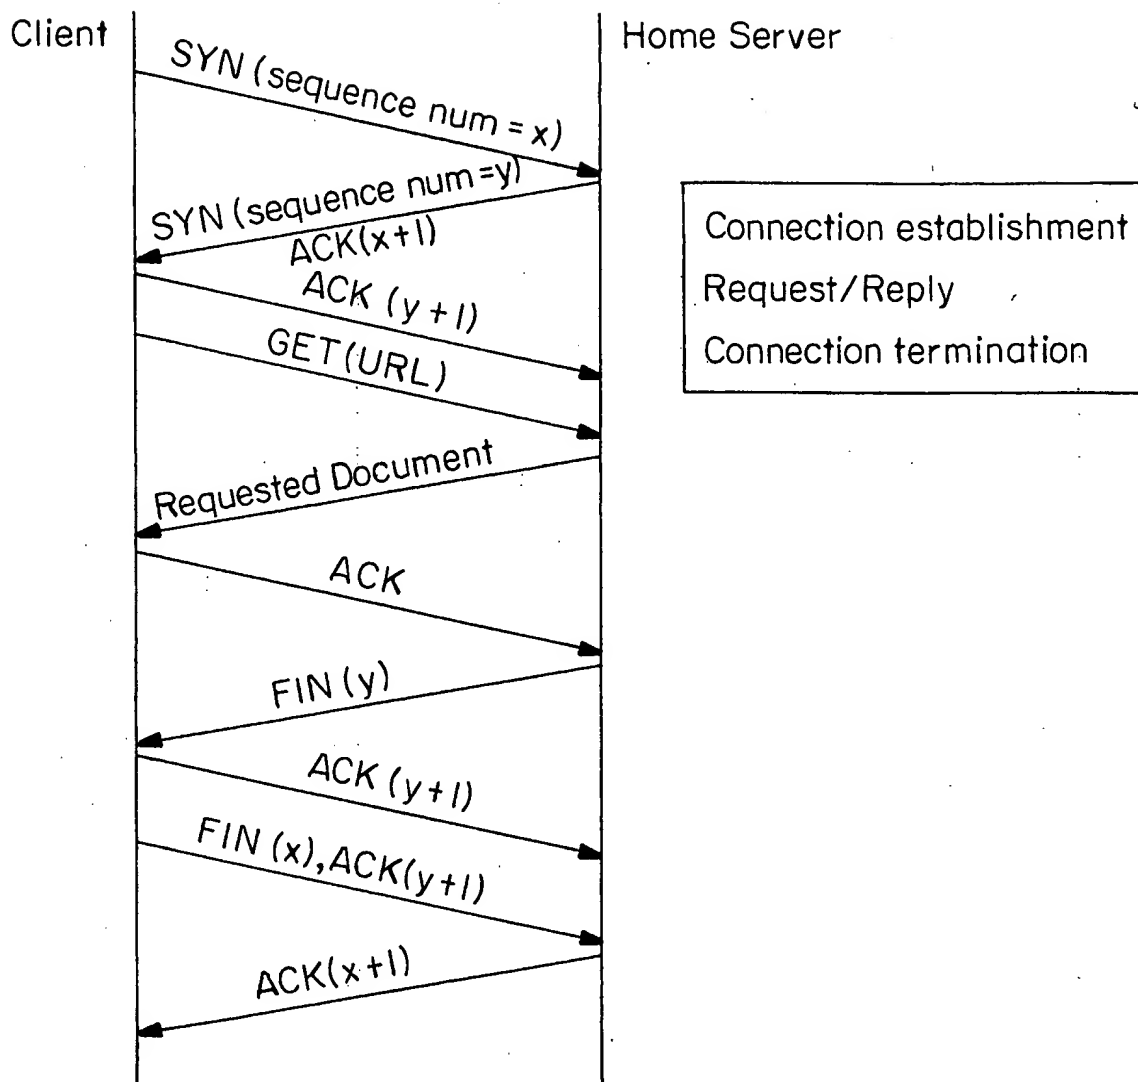 Client
Home Server
SYN (sequence num = x)
SYN (sequence num=y)
ACK(x+1)
ACK (y+1)
GET(URL)
Requested Document
ACK
FIN (y)
ACK (y+1)
FIN (x), ACK(y+1)
ACK(x+1)
Connection establishment
Request/Reply
Connection termination